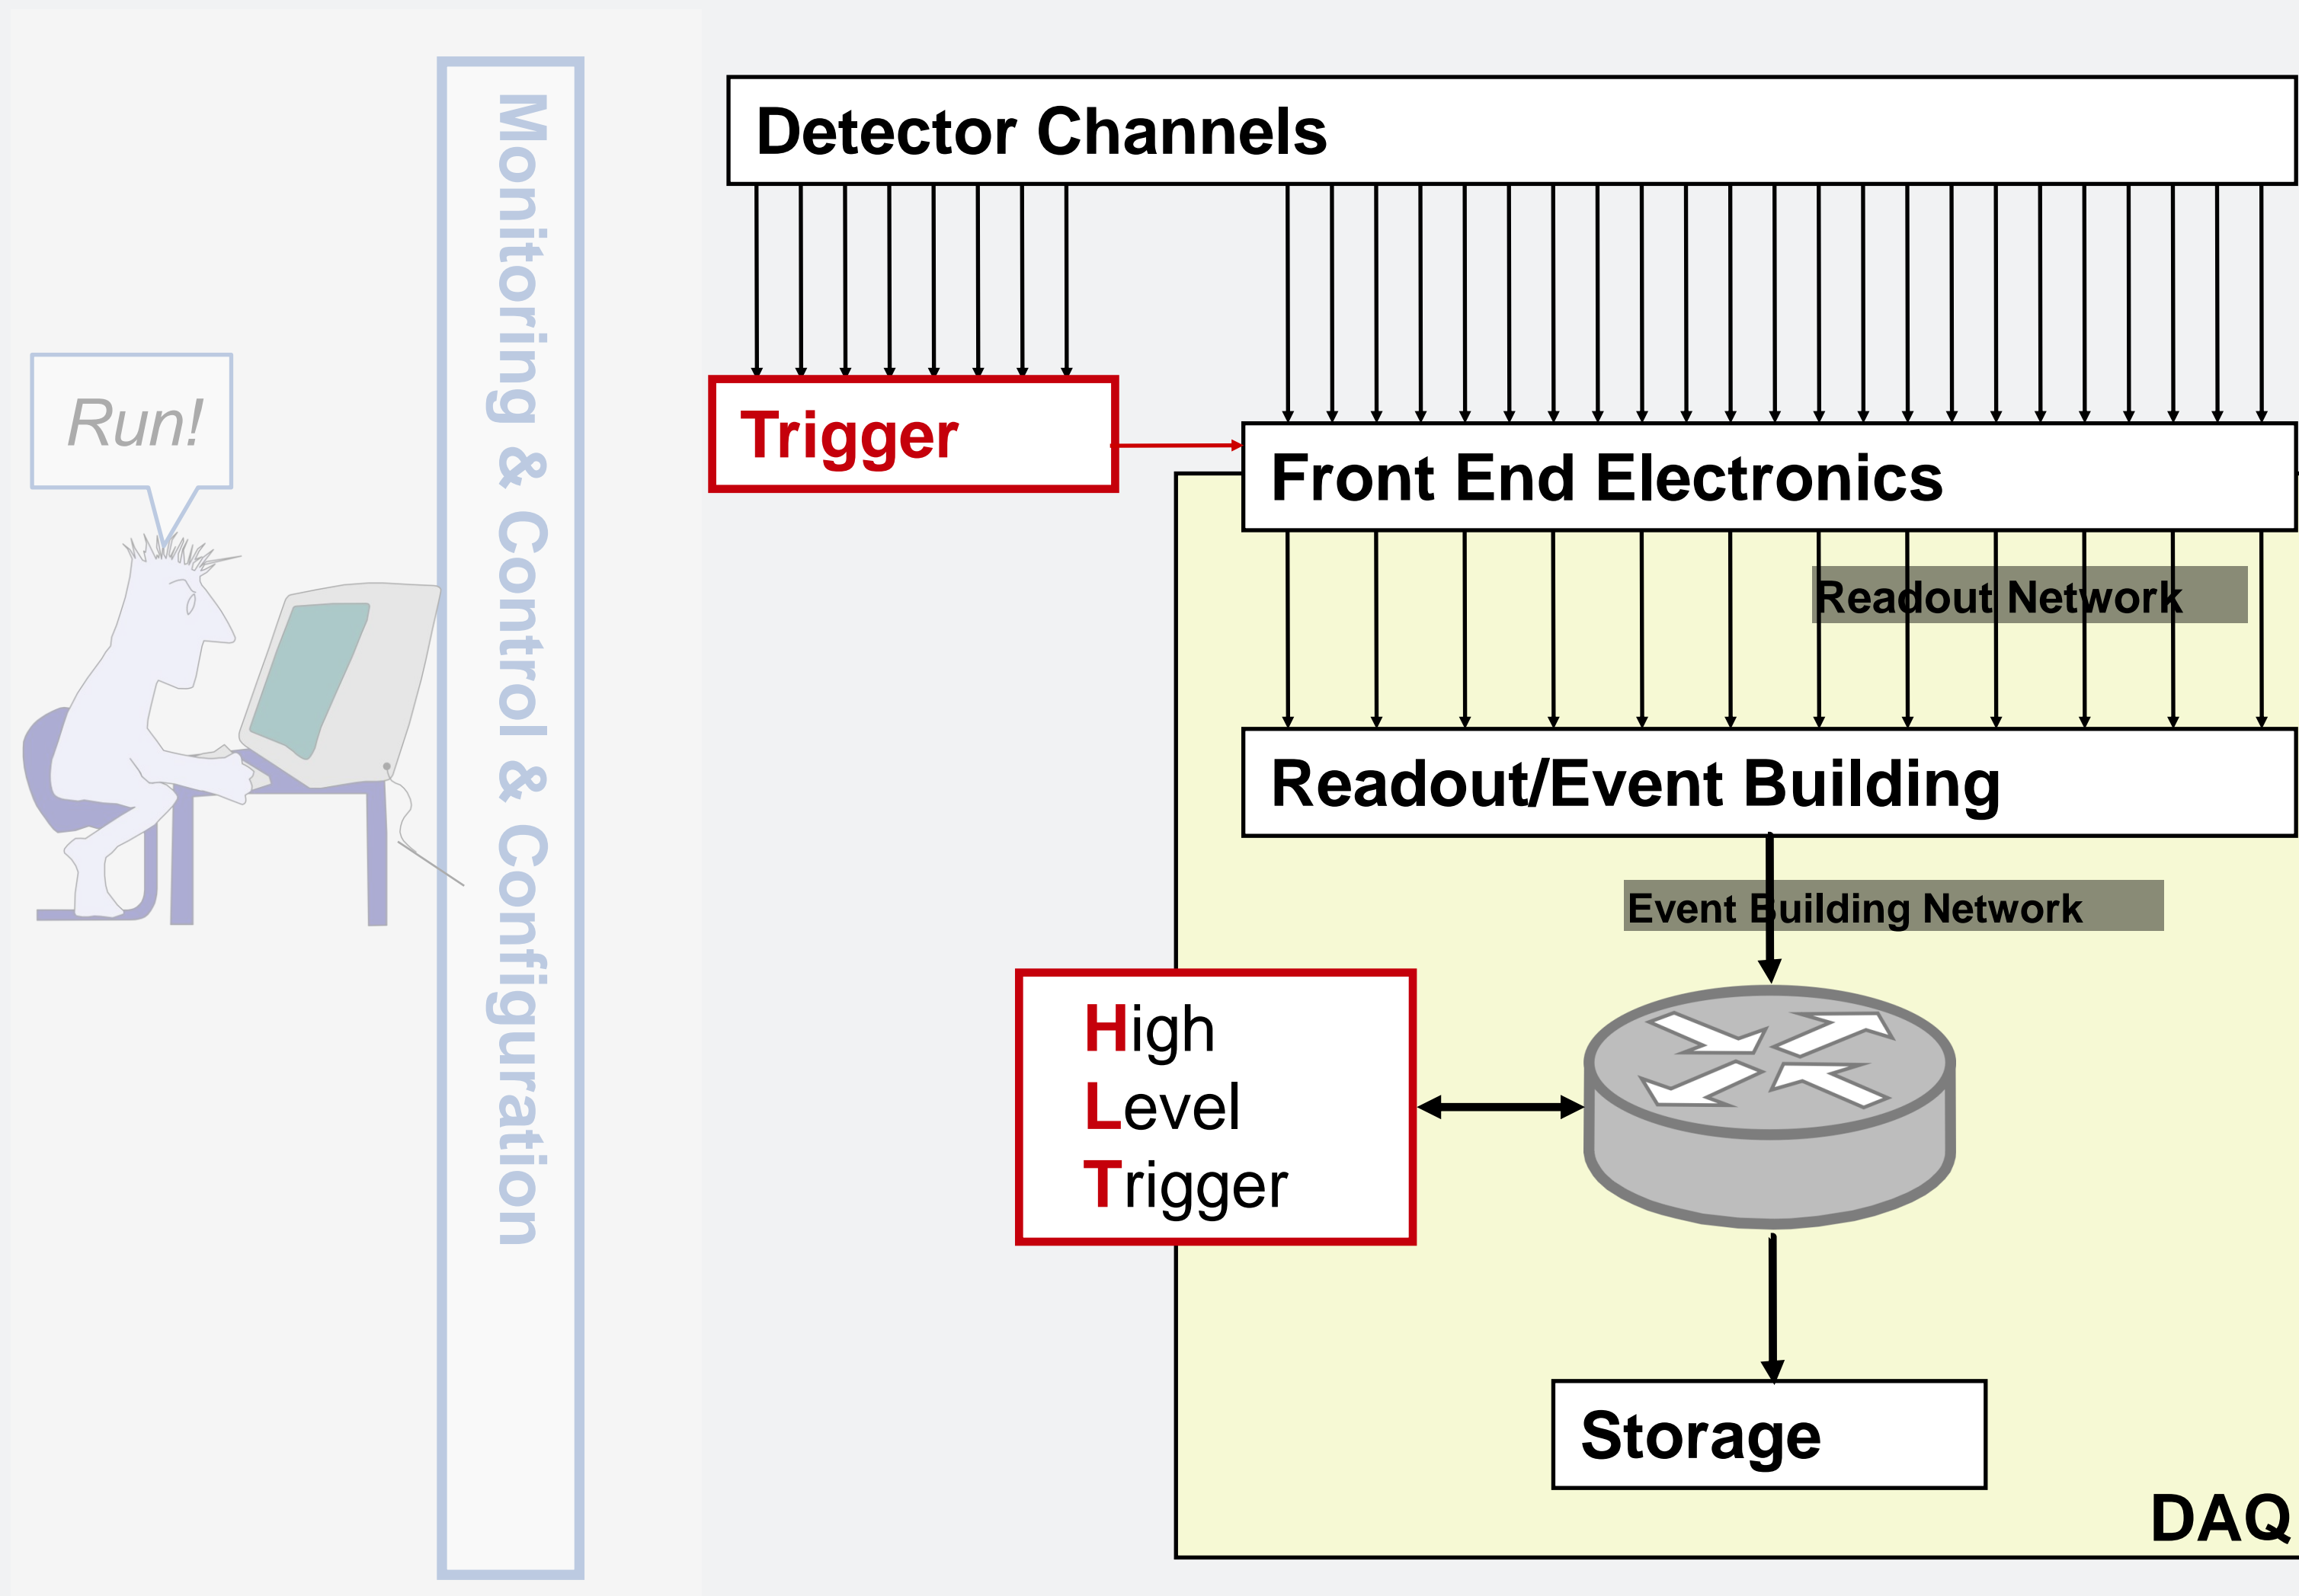 Monitoring & Control & Configuration
Run!
Detector Channels
Trigger
Front End Electronics
Readout Network
Readout/Event Building
Event Building Network
High
Level
Trigger
Storage
DAQ